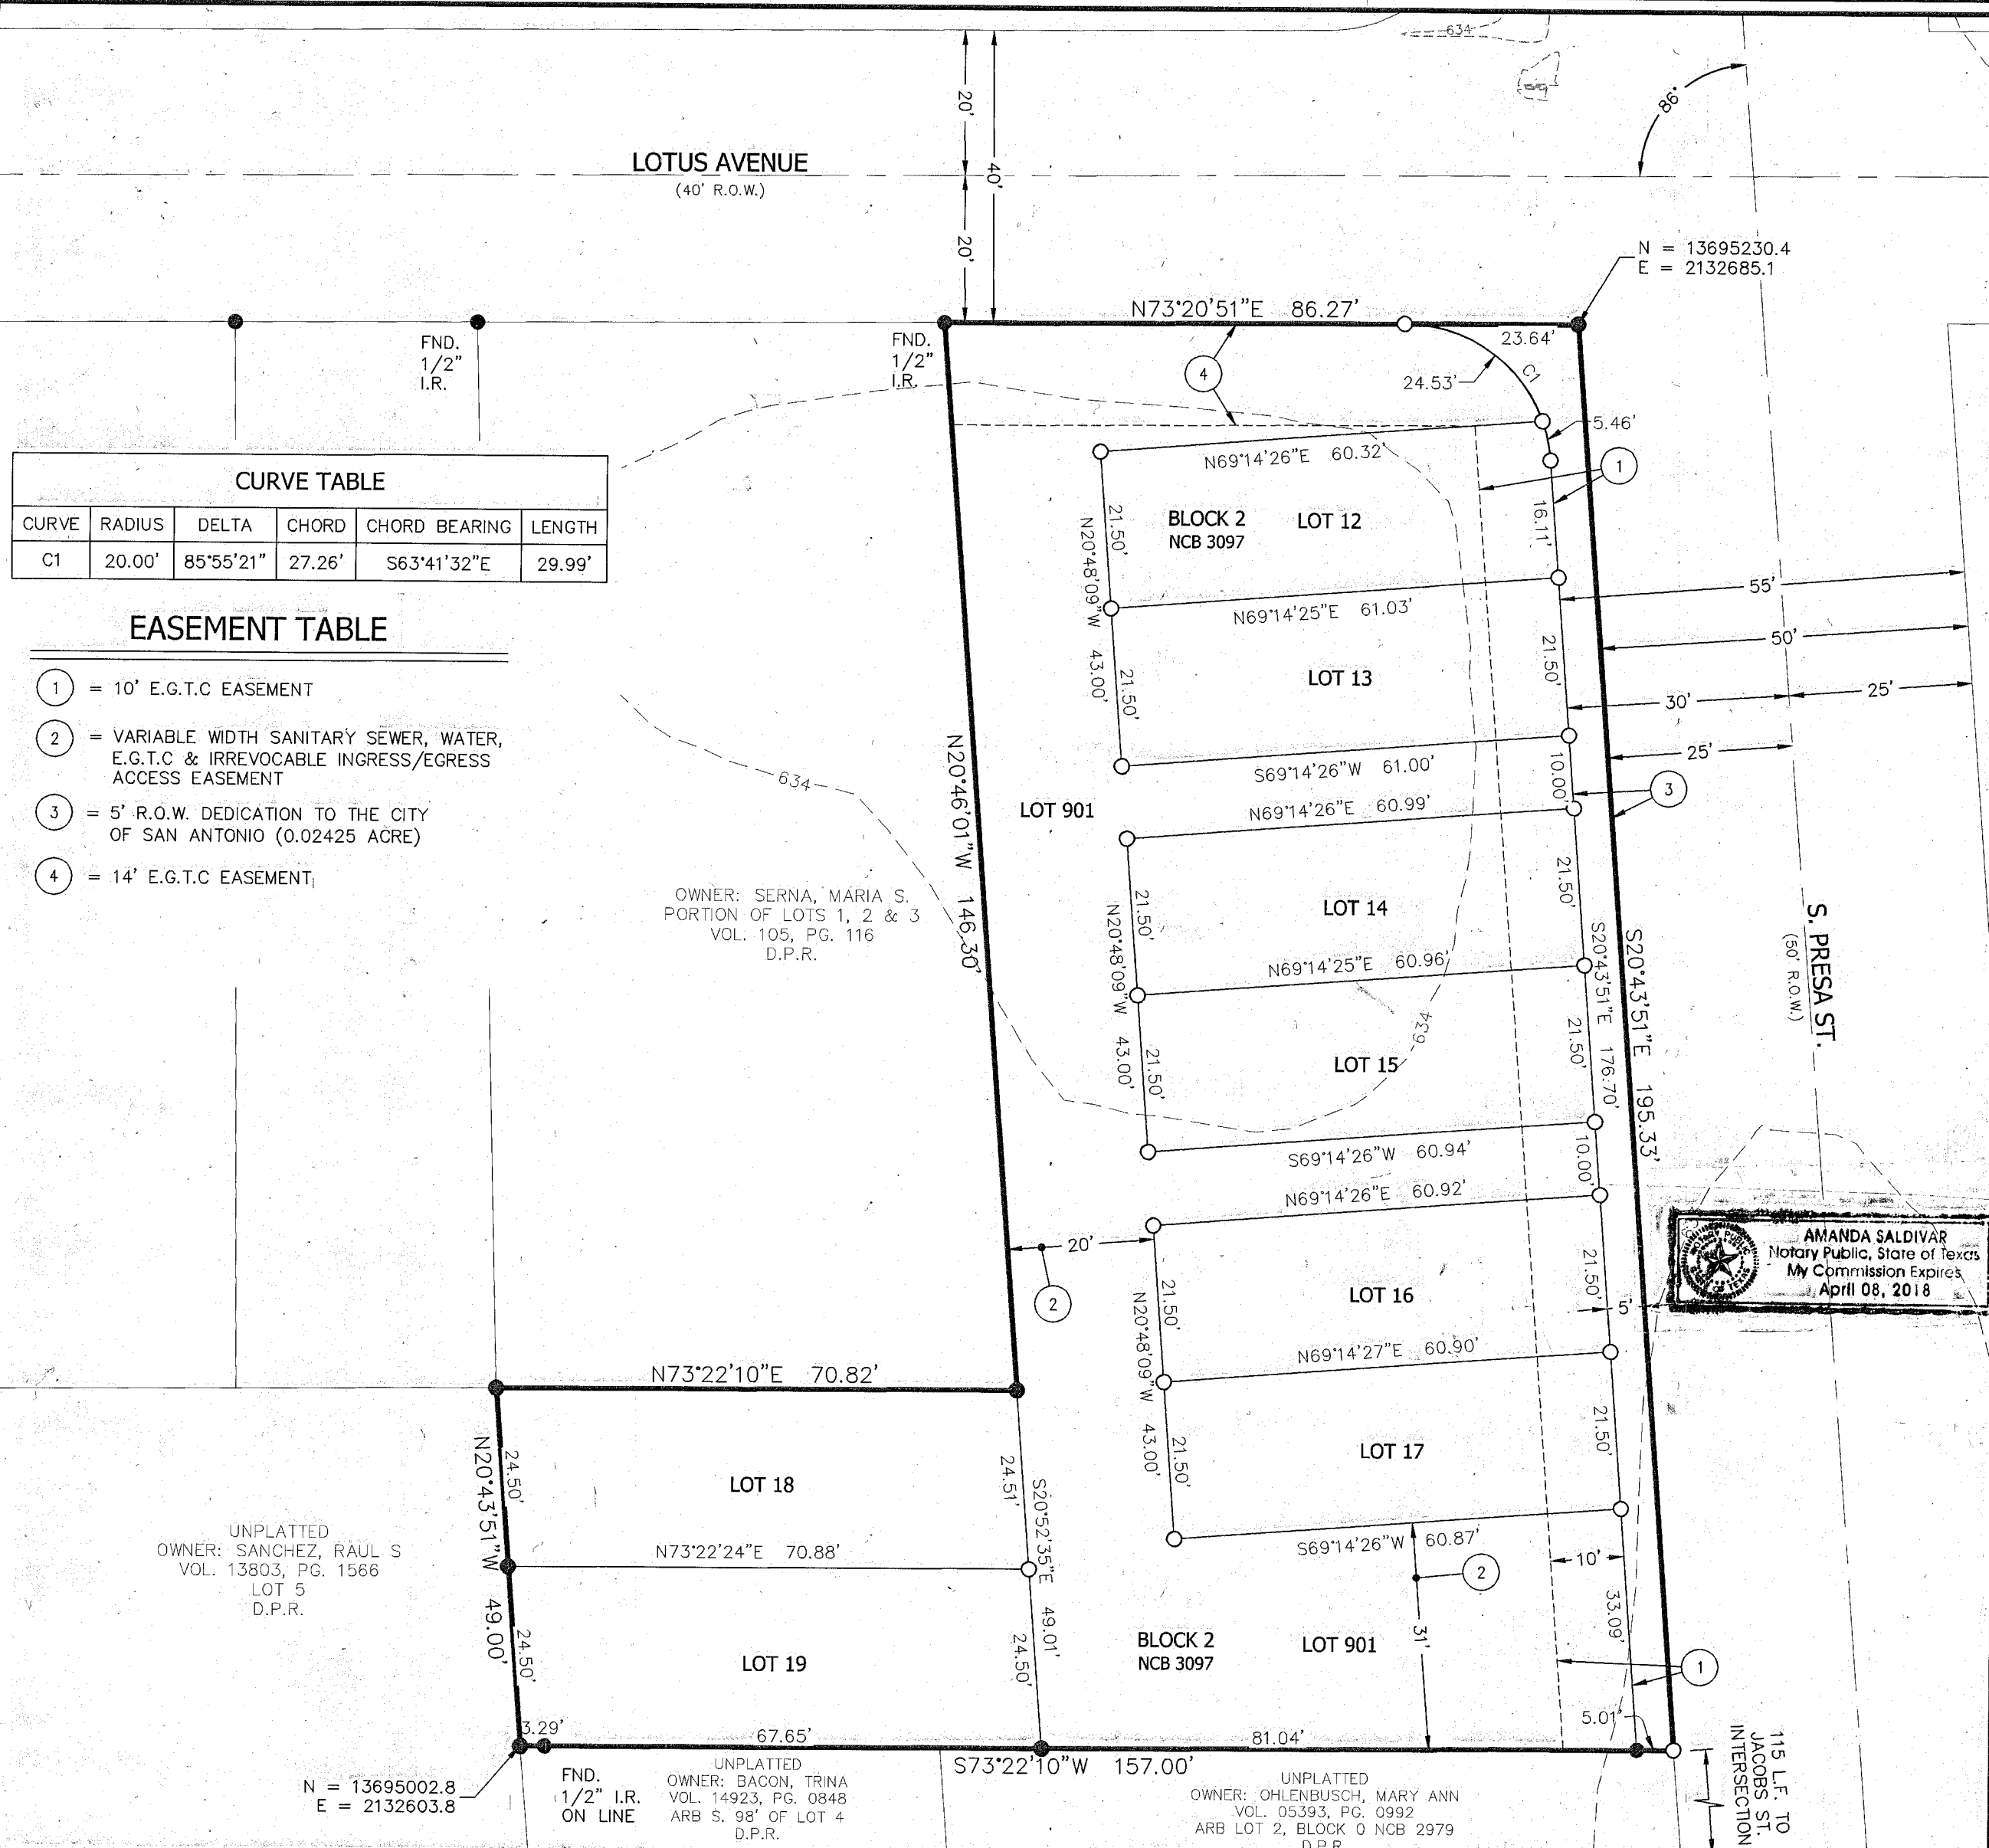 634
20'
40'
20'
86°
LOTUS AVENUE
(40' R.O.W.)
N = 13695230.4
E = 2132685.1
N73°20'51"E 86.27'
23.64'
FND.
1/2"
I.R.
FND.
1/2"
I.R.
4
24.53'
C1
5.46'
1
N69°14'26"E 60.32'
16.11'
CURVE TABLE
CURVE RADIUS DELTA CHORD CHORD BEARING LENGTH
C1 20.00' 85°55'21" 27.26' S63°41'32"E 29.99'
EASEMENT TABLE
1 = 10' E.G.T.C EASEMENT
2 = VARIABLE WIDTH SANITARY SEWER, WATER,
E.G.T.C & IRREVOCABLE INGRESS/EGRESS
ACCESS EASEMENT
3 = 5' R.O.W. DEDICATION TO THE CITY
OF SAN ANTONIO (0.02425 ACRE)
4 = 14' E.G.T.C EASEMENT
BLOCK 2
NCB 3097
LOT 12
21.50'
N20°48'09"W 43.00'
21.50'
N69°14'25"E 61.03'
55'
50'
LOT 13
21.50'
30'
25'
25'
S69°14'26"W 61.00'
10.00'
3
634
LOT 901
N69°14'26"E 60.99'
N20°46'01"W 146.30'
OWNER: SERNA, MARIA S.
PORTION OF LOTS 1, 2 & 3
VOL. 105, PG. 116
D.P.R.
LOT 14
21.50'
21.50'
N20°48'09"W 43.00'
N69°14'25"E 60.96'
S20°43'51"E 176.70'
S20°43'51"E 195.33'
S. PRESA ST.
(50' R.O.W.)
634
LOT 15
21.50'
21.50'
S69°14'26"W 60.94'
10.00'
N69°14'26"E 60.92'
20'
2
AMANDA SALDIVAR
Notary Public, State of Texas
My Commission Expires
April 08, 2018
NOTARY PUBLIC
STATE OF TEXAS
LOT 16
21.50'
21.50'
5'
N20°48'09"W 43.00'
N69°14'27"E 60.90'
LOT 17
21.50'
21.50'
S69°14'26"W 60.87'
2
10'
31'
33.09'
N73°22'10"E 70.82'
24.50'
LOT 18
24.51'
N20°43'51"W 49.00'
S20°52'35"E 49.01'
N73°22'24"E 70.88'
UNPLATTED
OWNER: SANCHEZ, RAUL S
VOL. 13803, PG. 1566
LOT 5
D.P.R.
24.50'
LOT 19
24.50'
BLOCK 2
NCB 3097
LOT 901
1
5.01'
3.29'
67.65'
81.04'
S73°22'10"W 157.00'
N = 13695002.8
E = 2132603.8
FND.
1/2" I.R.
ON LINE
UNPLATTED
OWNER: BACON, TRINA
VOL. 14923, PG. 0848
ARB S. 98' OF LOT 4
D.P.R.
UNPLATTED
OWNER: OHLENBUSCH, MARY ANN
VOL. 05393, PG. 0992
ARB LOT 2, BLOCK 0 NCB 2979
D.P.R.
115 L.F. TO
JACOBS ST.
INTERSECTION